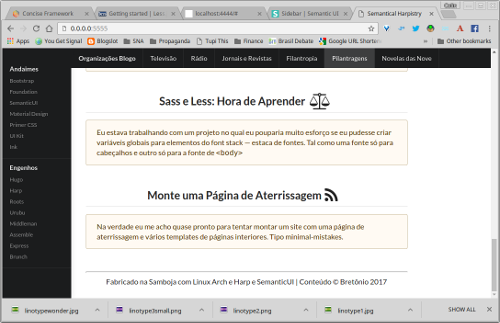 Concise Framework
Getting started | Less
localhost:4444/#
Sidebar | Semantic UI
Semantical Harpistry
Colin
0.0.0.0:5555
Apps
You Get Signal!
Blogolist
SNA
Propaganda
Tupi TNs
Finance
Brasil Debate
Google URL Shortene
Other bookmarks
Organizações Blogo
Televisão
Rádio
Jornais e Revistas
Filantropia
Pilantragens
Novelas das Nove
Andaimes
Bootstrap
Foundation
SemanticUI
Material Design
Primer CSS
UI Kit
Ink
Engenhos
Hugo
Harp
Roots
Urubu
Middleman
Assemble
Express
Brunch
Sass e Less: Hora de Aprender
Eu estava trabalhando com um projeto no qual eu pouparia muito esforço se eu pudesse criar
variáveis globais para elementos do font stack — estaca de fontes. Tal como uma fonte só para
cabeçalhos e outro só para a fonte de <body>
Monte uma Página de Aterrissagem
Na verdade eu me acho quase pronto para tentar montar um site com uma página de
aterrissagem e vários templates de páginas interiores. Tipo minimal-mistakes.
Fabricado na Samboja com Linux Arch e Harp e SemanticUI | Conteúdo © Bretônio 2017
linotypewonder.jpg
linotype3small.png
linotype2.png
linotype1.jpg
SHOW ALL